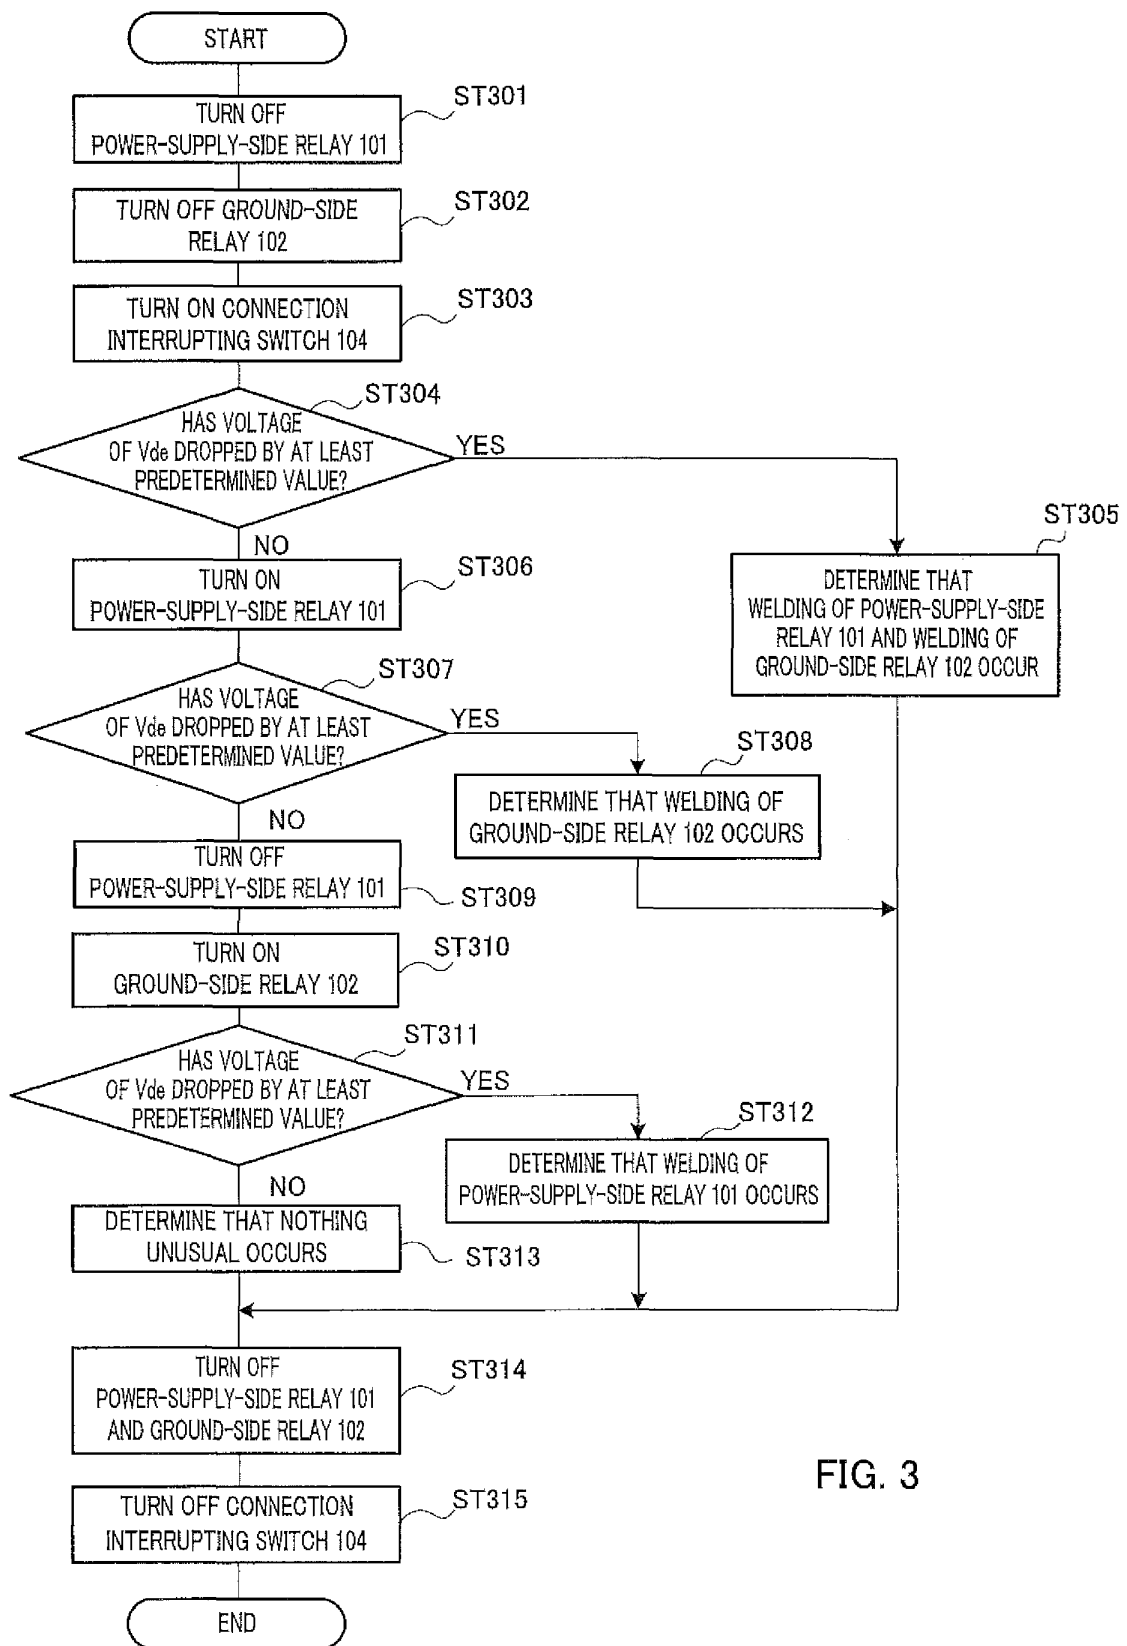 START
ST301
TURN OFF
POWER-SUPPLY-SIDE RELAY 101
ST302
TURN OFF GROUND-SIDE
RELAY 102
ST303
TURN ON CONNECTION
INTERRUPTING SWITCH 104
ST304
HAS VOLTAGE
OF Vde DROPPED BY AT LEAST
PREDETERMINED VALUE?
YES
NO
ST305
DETERMINE THAT
WELDING OF POWER-SUPPLY-SIDE
RELAY 101 AND WELDING OF
GROUND-SIDE RELAY 102 OCCUR
ST306
TURN ON
POWER-SUPPLY-SIDE RELAY 101
ST307
HAS VOLTAGE
OF Vde DROPPED BY AT LEAST
PREDETERMINED VALUE?
YES
NO
ST308
DETERMINE THAT WELDING OF
GROUND-SIDE RELAY 102 OCCURS
TURN OFF
POWER-SUPPLY-SIDE RELAY 101
ST309
ST310
TURN ON
GROUND-SIDE RELAY 102
ST311
HAS VOLTAGE
OF Vde DROPPED BY AT LEAST
PREDETERMINED VALUE?
YES
NO
ST312
DETERMINE THAT WELDING OF
POWER-SUPPLY-SIDE RELAY 101 OCCURS
DETERMINE THAT NOTHING
UNUSUAL OCCURS
ST313
ST314
TURN OFF
POWER-SUPPLY-SIDE RELAY 101
AND GROUND-SIDE RELAY 102
FIG. 3
ST315
TURN OFF CONNECTION
INTERRUPTING SWITCH 104
END